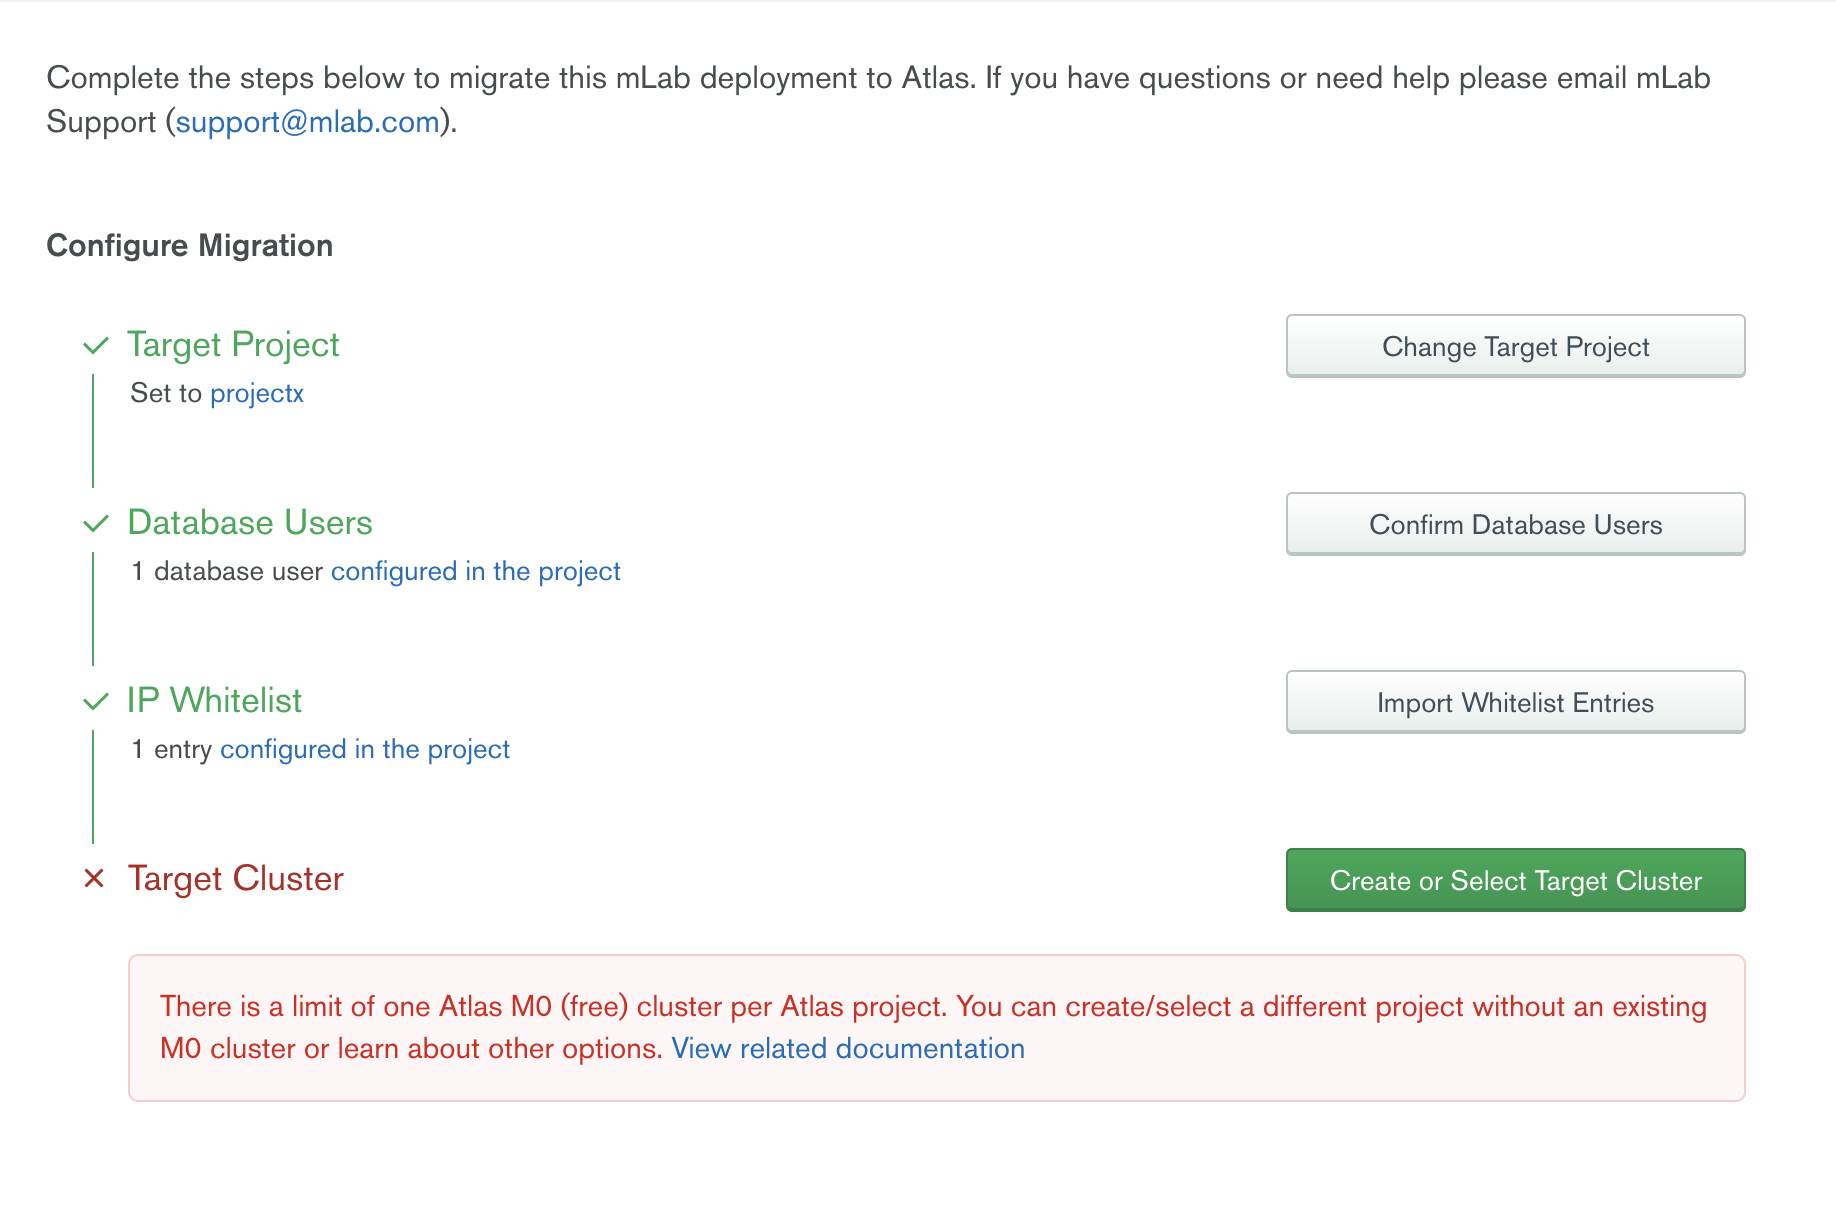 Complete the steps below to migrate this mLab deployment to Atlas. If you have questions or need help please email mLab
Support (support@mlab.com).
Configure Migration
Target Project
Change Target Project
Set to projectx
Database Users
Confirm Database Users
1 database user configured in the project
IP Whitelist
Import Whitelist Entries
1 entry configured in the project
Target Cluster
Create or Select Target Cluster
There is a limit of one Atlas M0 (free) cluster per Atlas project. You can create/select a different project without an existing
M0 cluster or learn about other options. View related documentation